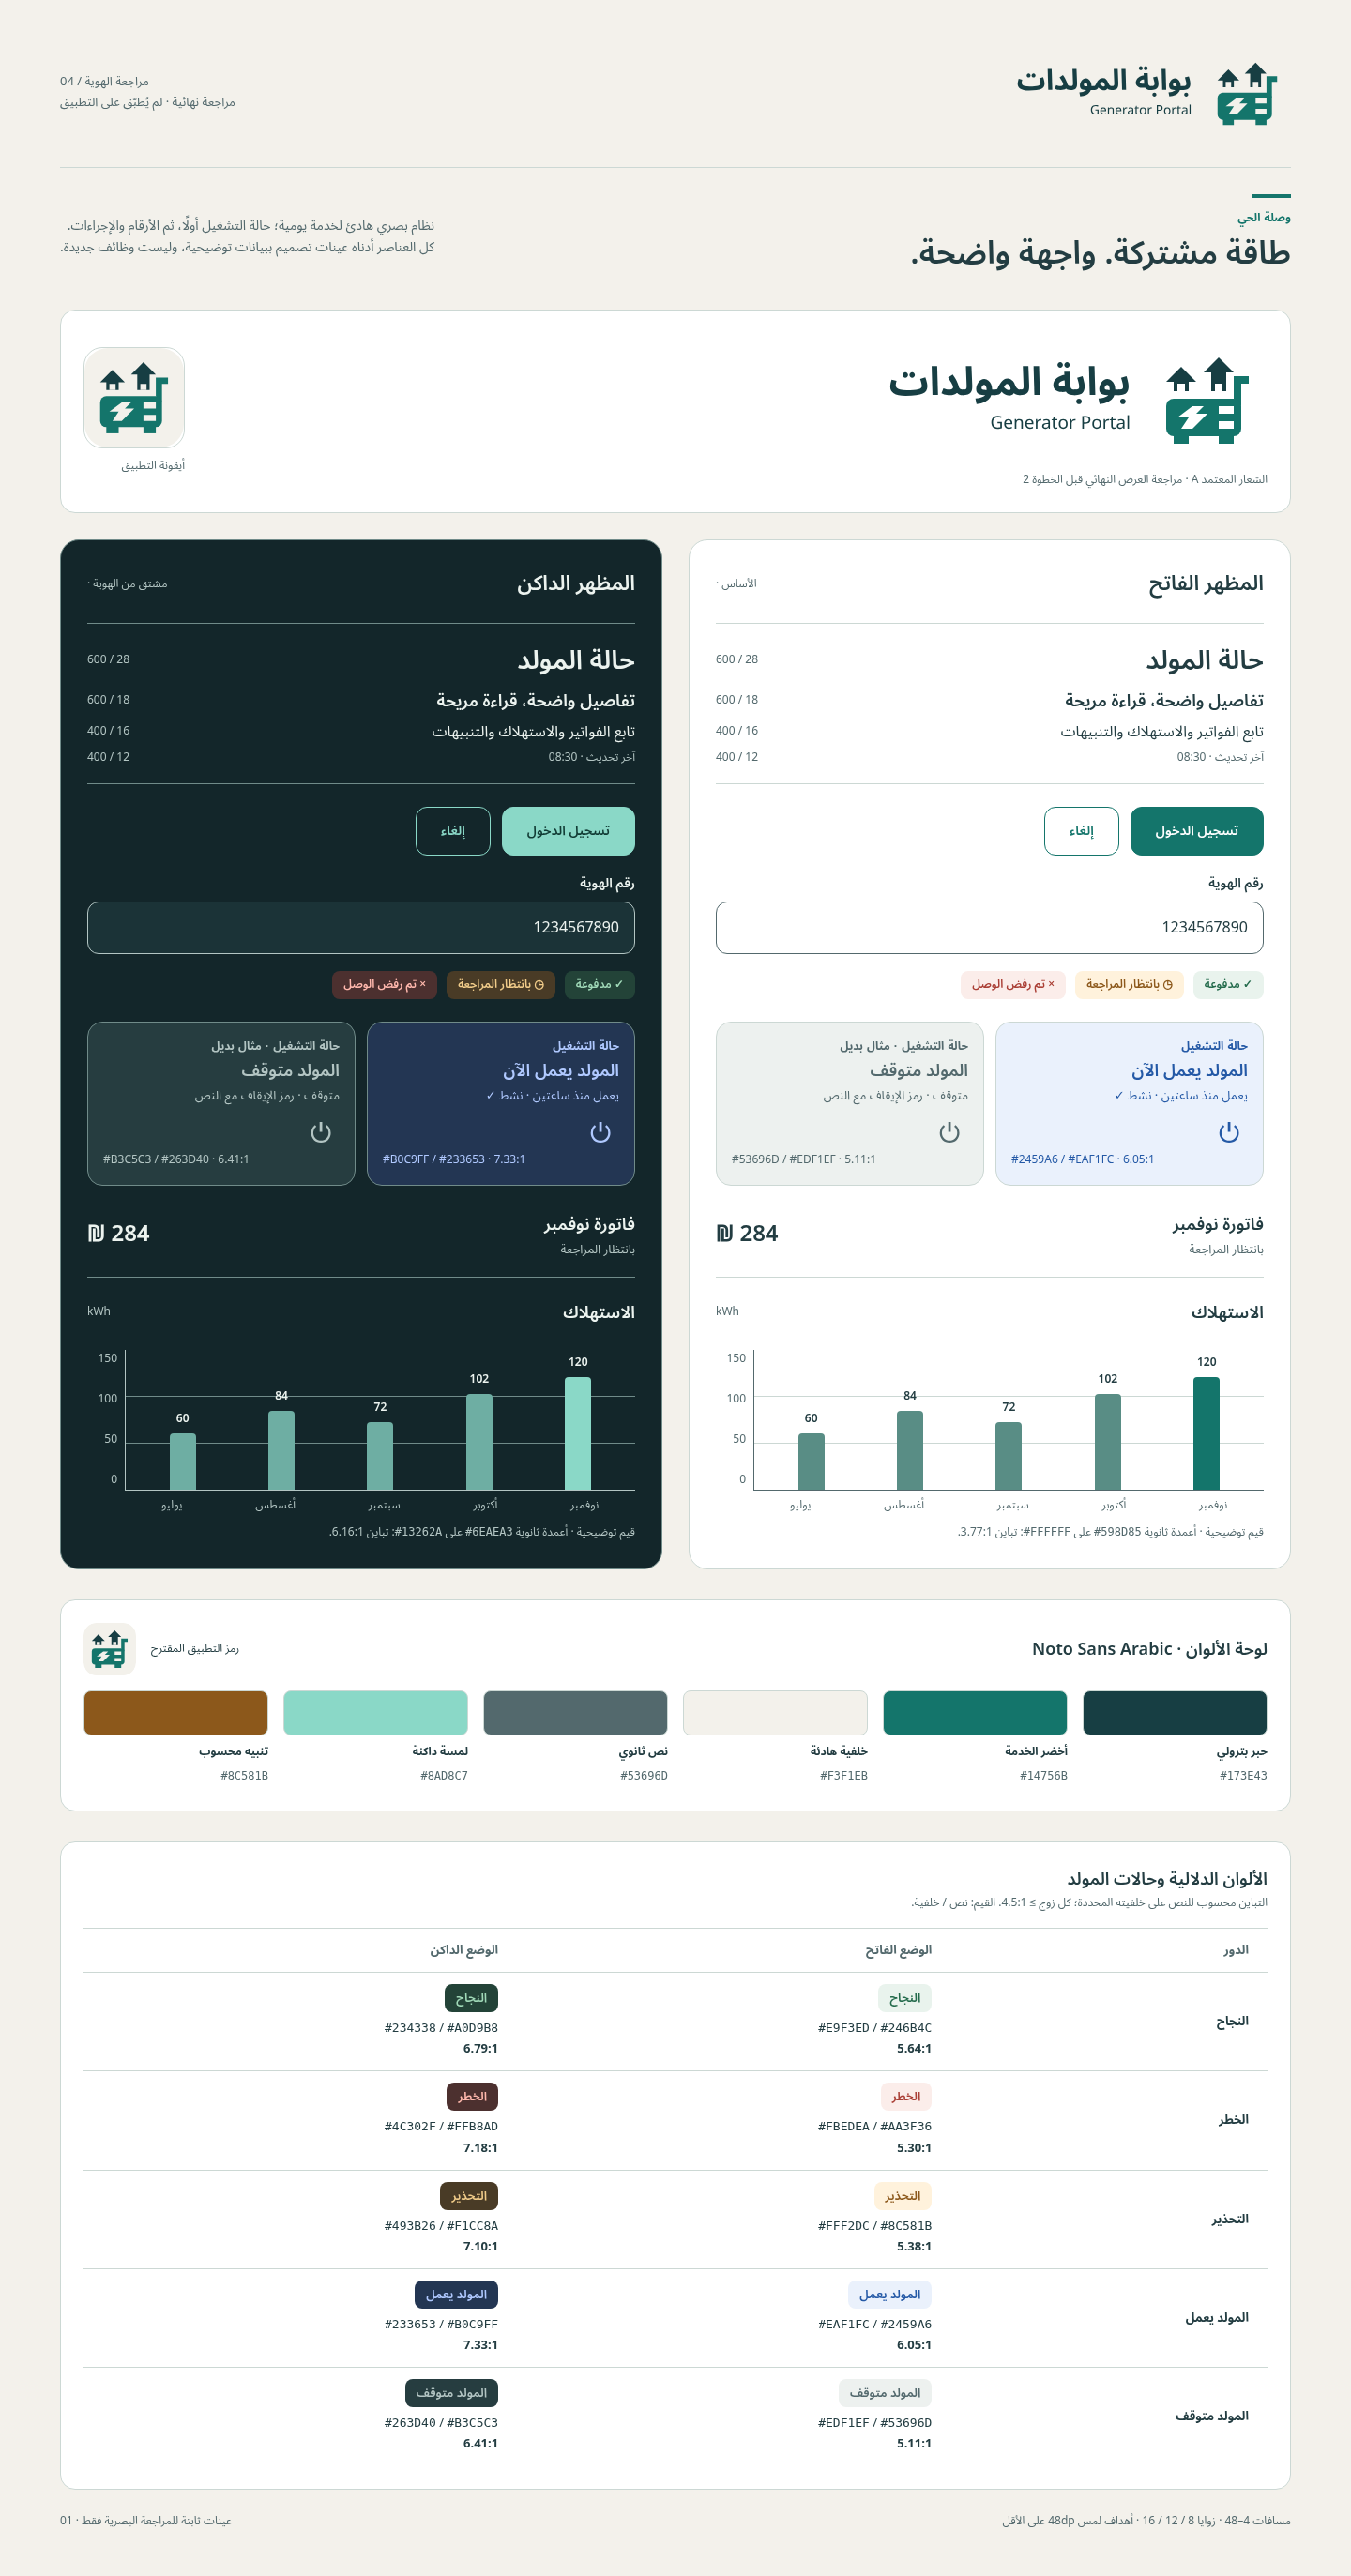 بوابة المولدات
Generator Portal
مراجعة الهوية / 04
مراجعة نهائية · لم يُطبّق على التطبيق
وصلة الحي
طاقة مشتركة. واجهة واضحة.
نظام بصري هادئ لخدمة يومية؛ حالة التشغيل أولًا، ثم الأرقام والإجراءات.
كل العناصر أدناه عينات تصميم ببيانات توضيحية، وليست وظائف جديدة.
بوابة المولدات
Generator Portal
الشعار المعتمد A · مراجعة العرض النهائي قبل الخطوة 2
أيقونة التطبيق
المظهر الفاتح
الأساس ·
حالة المولد
600 / 28
تفاصيل واضحة، قراءة مريحة
600 / 18
تابع الفواتير والاستهلاك والتنبيهات
400 / 16
آخر تحديث · 08:30
400 / 12
تسجيل الدخول
إلغاء
رقم الهوية
1234567890
✓ مدفوعة
◷ بانتظار المراجعة
× تم رفض الوصل
حالة التشغيل
المولد يعمل الآن
يعمل منذ ساعتين · نشط ✓
#2459A6 / #EAF1FC · 6.05:1
حالة التشغيل · مثال بديل
المولد متوقف
متوقف · رمز الإيقاف مع النص
#53696D / #EDF1EF · 5.11:1
فاتورة نوفمبر
بانتظار المراجعة
₪ 284
الاستهلاك
kWh
150
100
50
0
120
102
72
84
60
نوفمبر
أكتوبر
سبتمبر
أغسطس
يوليو
قيم توضيحية · أعمدة ثانوية #598D85 على #FFFFFF: تباين 3.77:1.
المظهر الداكن
مشتق من الهوية ·
حالة المولد
600 / 28
تفاصيل واضحة، قراءة مريحة
600 / 18
تابع الفواتير والاستهلاك والتنبيهات
400 / 16
آخر تحديث · 08:30
400 / 12
تسجيل الدخول
إلغاء
رقم الهوية
1234567890
✓ مدفوعة
◷ بانتظار المراجعة
× تم رفض الوصل
حالة التشغيل
المولد يعمل الآن
يعمل منذ ساعتين · نشط ✓
#B0C9FF / #233653 · 7.33:1
حالة التشغيل · مثال بديل
المولد متوقف
متوقف · رمز الإيقاف مع النص
#B3C5C3 / #263D40 · 6.41:1
فاتورة نوفمبر
بانتظار المراجعة
₪ 284
الاستهلاك
kWh
150
100
50
0
120
102
72
84
60
نوفمبر
أكتوبر
سبتمبر
أغسطس
يوليو
قيم توضيحية · أعمدة ثانوية #6EAEA3 على #13262A: تباين 6.16:1.
لوحة الألوان · Noto Sans Arabic
رمز التطبيق المقترح
حبر بترولي
#173E43
أخضر الخدمة
#14756B
خلفية هادئة
#F3F1EB
نص ثانوي
#53696D
لمسة داكنة
#8AD8C7
تنبيه محسوب
#8C581B
الألوان الدلالية وحالات المولد
التباين محسوب للنص على خلفيته المحددة؛ كل زوج ≥ 4.5:1. القيم: نص / خلفية.
الدور
الوضع الفاتح
الوضع الداكن
النجاح
النجاح
#E9F3ED / #246B4C
5.64:1
النجاح
#234338 / #A0D9B8
6.79:1
الخطر
الخطر
#FBEDEA / #AA3F36
5.30:1
الخطر
#4C302F / #FFB8AD
7.18:1
التحذير
التحذير
#FFF2DC / #8C581B
5.38:1
التحذير
#493B26 / #F1CC8A
7.10:1
المولد يعمل
المولد يعمل
#EAF1FC / #2459A6
6.05:1
المولد يعمل
#233653 / #B0C9FF
7.33:1
المولد متوقف
المولد متوقف
#EDF1EF / #53696D
5.11:1
المولد متوقف
#263D40 / #B3C5C3
6.41:1
مسافات 4–48 · زوايا 8 / 12 / 16 · أهداف لمس 48dp على الأقل
عينات ثابتة للمراجعة البصرية فقط · 01